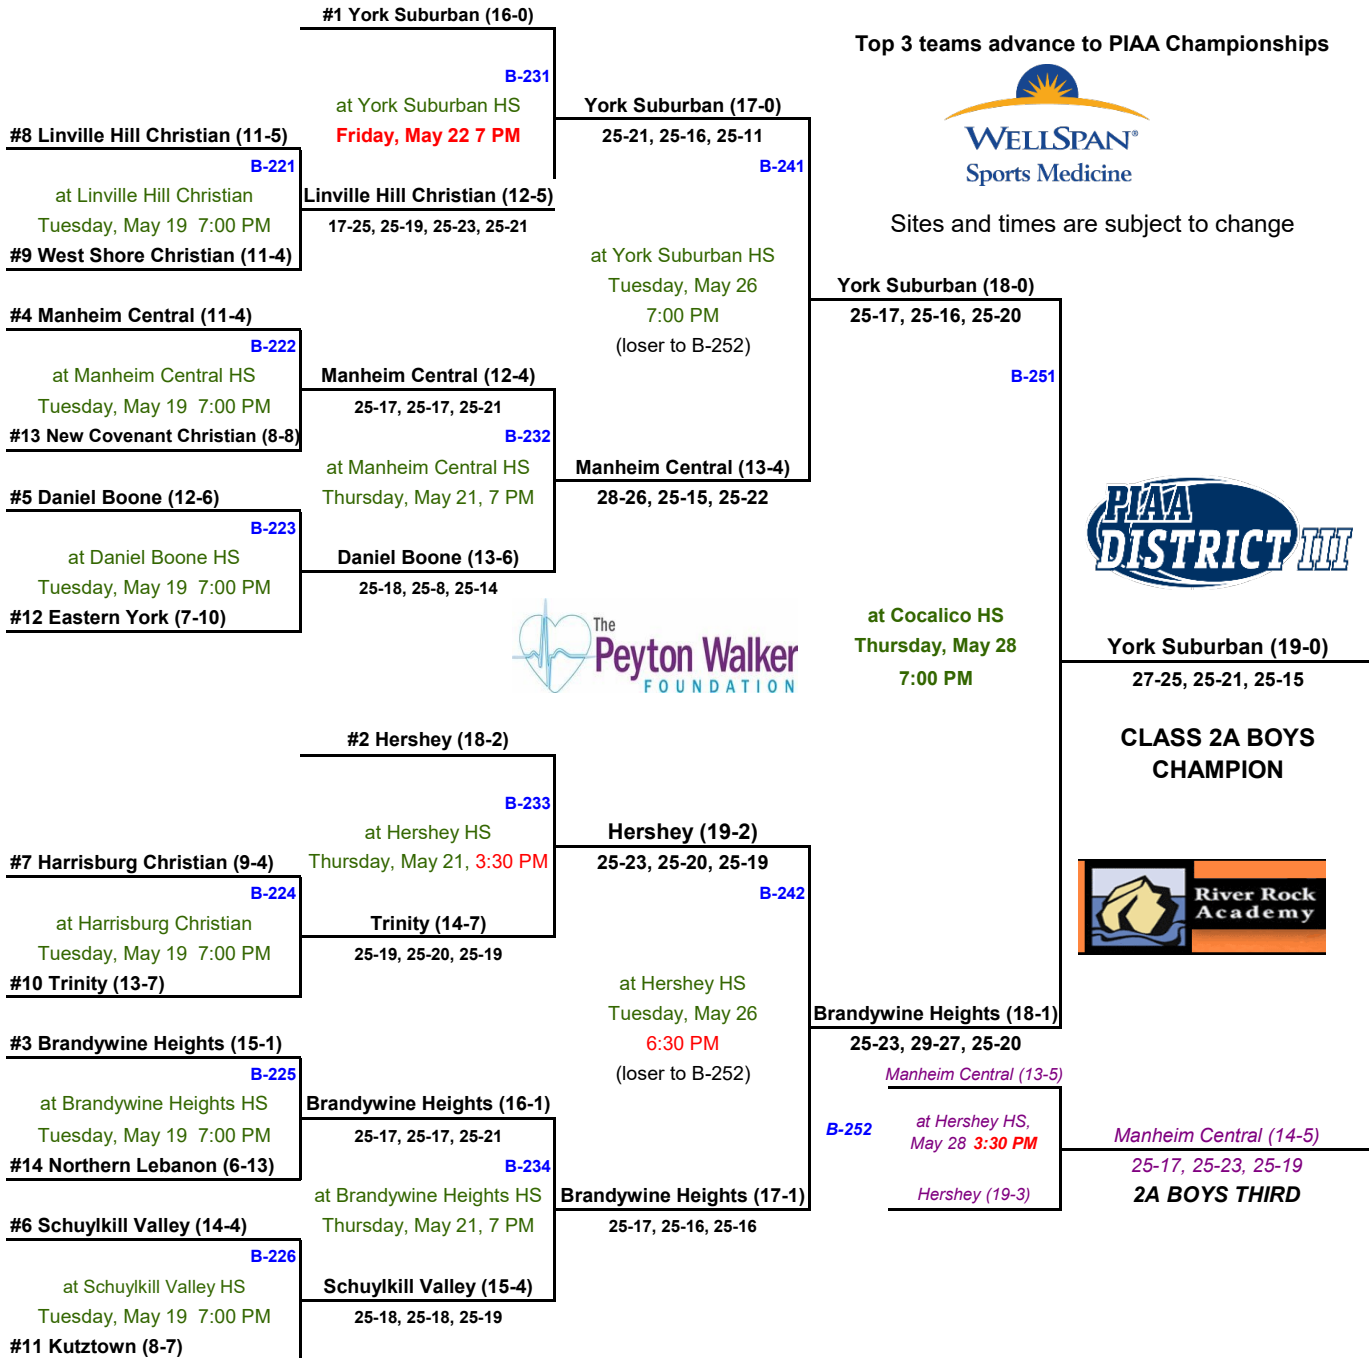 #1 York Suburban (16-0)
Top 3 teams advance to PIAA Championships
WELLSPAN®
Sports Medicine
Sites and times are subject to change
B-231
at York Suburban HS
Friday, May 22 7 PM
York Suburban (17-0)
25-21, 25-16, 25-11
#8 Linville Hill Christian (11-5)
B-221
at Linville Hill Christian
Tuesday, May 19  7:00 PM
#9 West Shore Christian (11-4)
Linville Hill Christian (12-5)
17-25, 25-19, 25-23, 25-21
B-241
at York Suburban HS
Tuesday, May 26
7:00 PM
(loser to B-252)
York Suburban (18-0)
25-17, 25-16, 25-20
#4 Manheim Central (11-4)
B-222
at Manheim Central HS
Tuesday, May 19  7:00 PM
#13 New Covenant Christian (8-8)
Manheim Central (12-4)
25-17, 25-17, 25-21
B-232
at Manheim Central HS
Thursday, May 21, 7 PM
Manheim Central (13-4)
28-26, 25-15, 25-22
#5 Daniel Boone (12-6)
B-223
at Daniel Boone HS
Tuesday, May 19  7:00 PM
#12 Eastern York (7-10)
Daniel Boone (13-6)
25-18, 25-8, 25-14
B-251
at Cocalico HS
Thursday, May 28
7:00 PM
PIAA
DISTRICT III
York Suburban (19-0)
27-25, 25-21, 25-15
CLASS 2A BOYS
CHAMPION
The
Peyton Walker
FOUNDATION
#2 Hershey (18-2)
B-233
at Hershey HS
Thursday, May 21, 3:30 PM
Hershey (19-2)
25-23, 25-20, 25-19
#7 Harrisburg Christian (9-4)
B-224
at Harrisburg Christian
Tuesday, May 19  7:00 PM
#10 Trinity (13-7)
Trinity (14-7)
25-19, 25-20, 25-19
B-242
at Hershey HS
Tuesday, May 26
6:30 PM
(loser to B-252)
River Rock
Academy
Brandywine Heights (18-1)
25-23, 29-27, 25-20
#3 Brandywine Heights (15-1)
B-225
at Brandywine Heights HS
Tuesday, May 19  7:00 PM
#14 Northern Lebanon (6-13)
Brandywine Heights (16-1)
25-17, 25-17, 25-21
B-234
at Brandywine Heights HS
Thursday, May 21, 7 PM
Brandywine Heights (17-1)
25-17, 25-16, 25-16
#6 Schuylkill Valley (14-4)
B-226
at Schuylkill Valley HS
Tuesday, May 19  7:00 PM
#11 Kutztown (8-7)
Schuylkill Valley (15-4)
25-18, 25-18, 25-19
Manheim Central (13-5)
B-252
at Hershey HS,
May 28  3:30 PM
Hershey (19-3)
Manheim Central (14-5)
25-17, 25-23, 25-19
2A BOYS THIRD